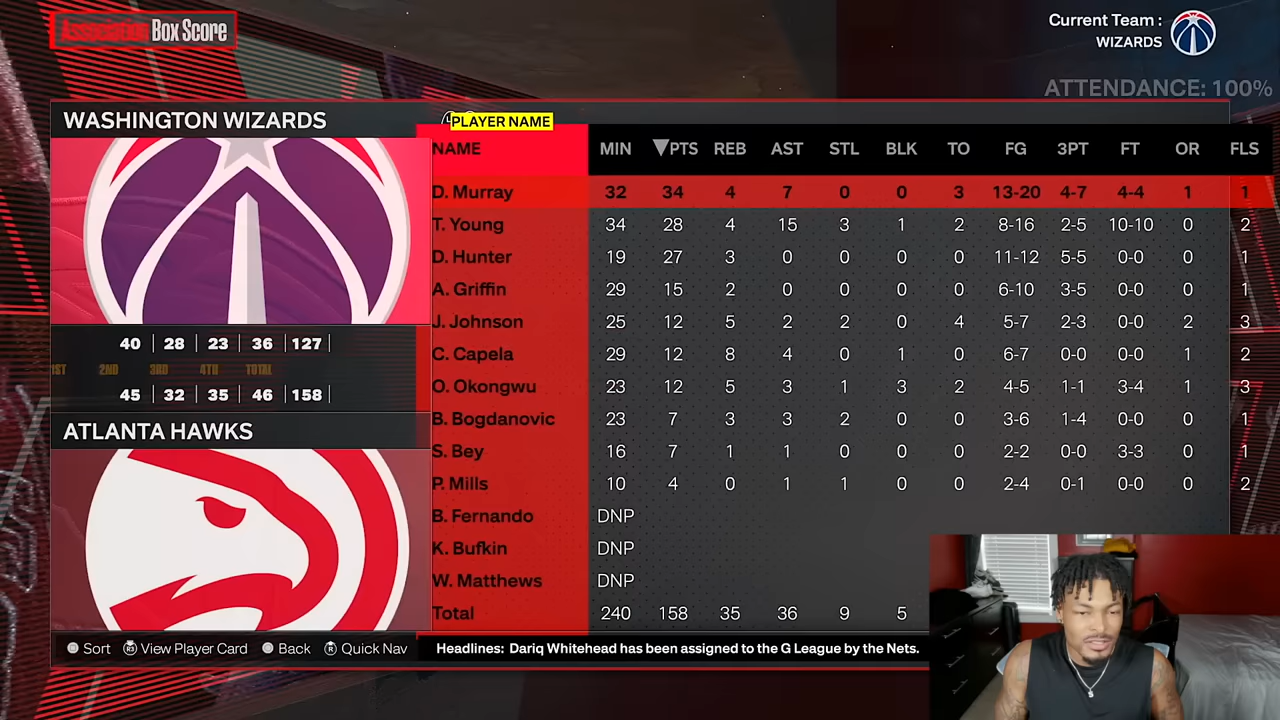 Association Box Score
Current Team :
WIZARDS
ATTENDANCE: 100%
WASHINGTON WIZARDS
PLAYER NAME
NAME MIN PTS REB AST STL BLK TO FG 3PT FT OR FLS
D. Murray 32 34 4 7 0 0 3 13-20 4-7 4-4 1 1
T. Young 34 28 4 15 3 1 2 8-16 2-5 10-10 0 2
D. Hunter 19 27 3 0 0 0 0 11-12 5-5 0-0 0 1
A. Griffin 29 15 2 0 0 0 0 6-10 3-5 0-0 0 1
J. Johnson 25 12 5 2 2 0 4 5-7 2-3 0-0 2 3
C. Capela 29 12 8 4 0 1 0 6-7 0-0 0-0 1 2
O. Okongwu 23 12 5 3 1 3 2 4-5 1-1 3-4 1 3
B. Bogdanovic 23 7 3 3 2 0 0 3-6 1-4 0-0 0 1
S. Bey 16 7 1 1 0 0 0 2-2 0-0 3-3 0 1
P. Mills 10 4 0 1 1 0 0 2-4 0-1 0-0 0 2
B. Fernando DNP
K. Bufkin DNP
W. Matthews DNP
Total 240 158 35 36 9 5
40 28 23 36 127
ST 2ND 3RD 4TH TOTAL
45 32 35 46 158
ATLANTA HAWKS
Sort R3 View Player Card Back R Quick Nav
Headlines: Dariq Whitehead has been assigned to the G League by the Nets.